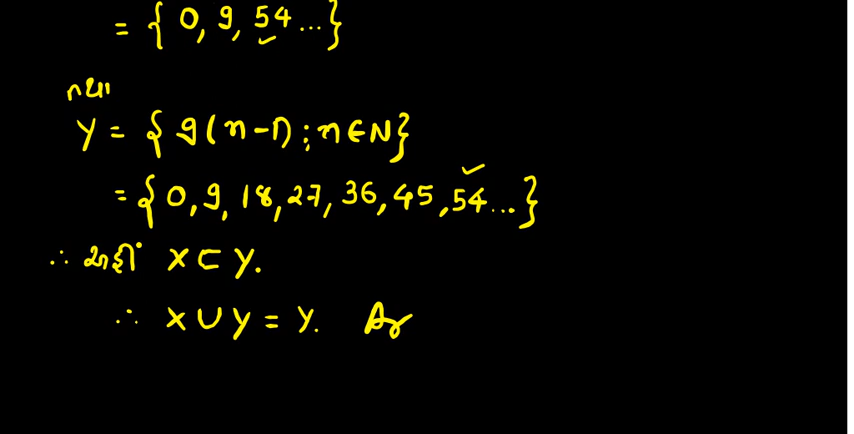 = { 0, 9, 54 ... }
તથા
Y = { 9(n-1) ; n ∈ N }
= { 0, 9, 18, 27, 36, 45, 54 ... }
∴ અહીં X ⊂ Y.
∴ X ∪ Y = Y.